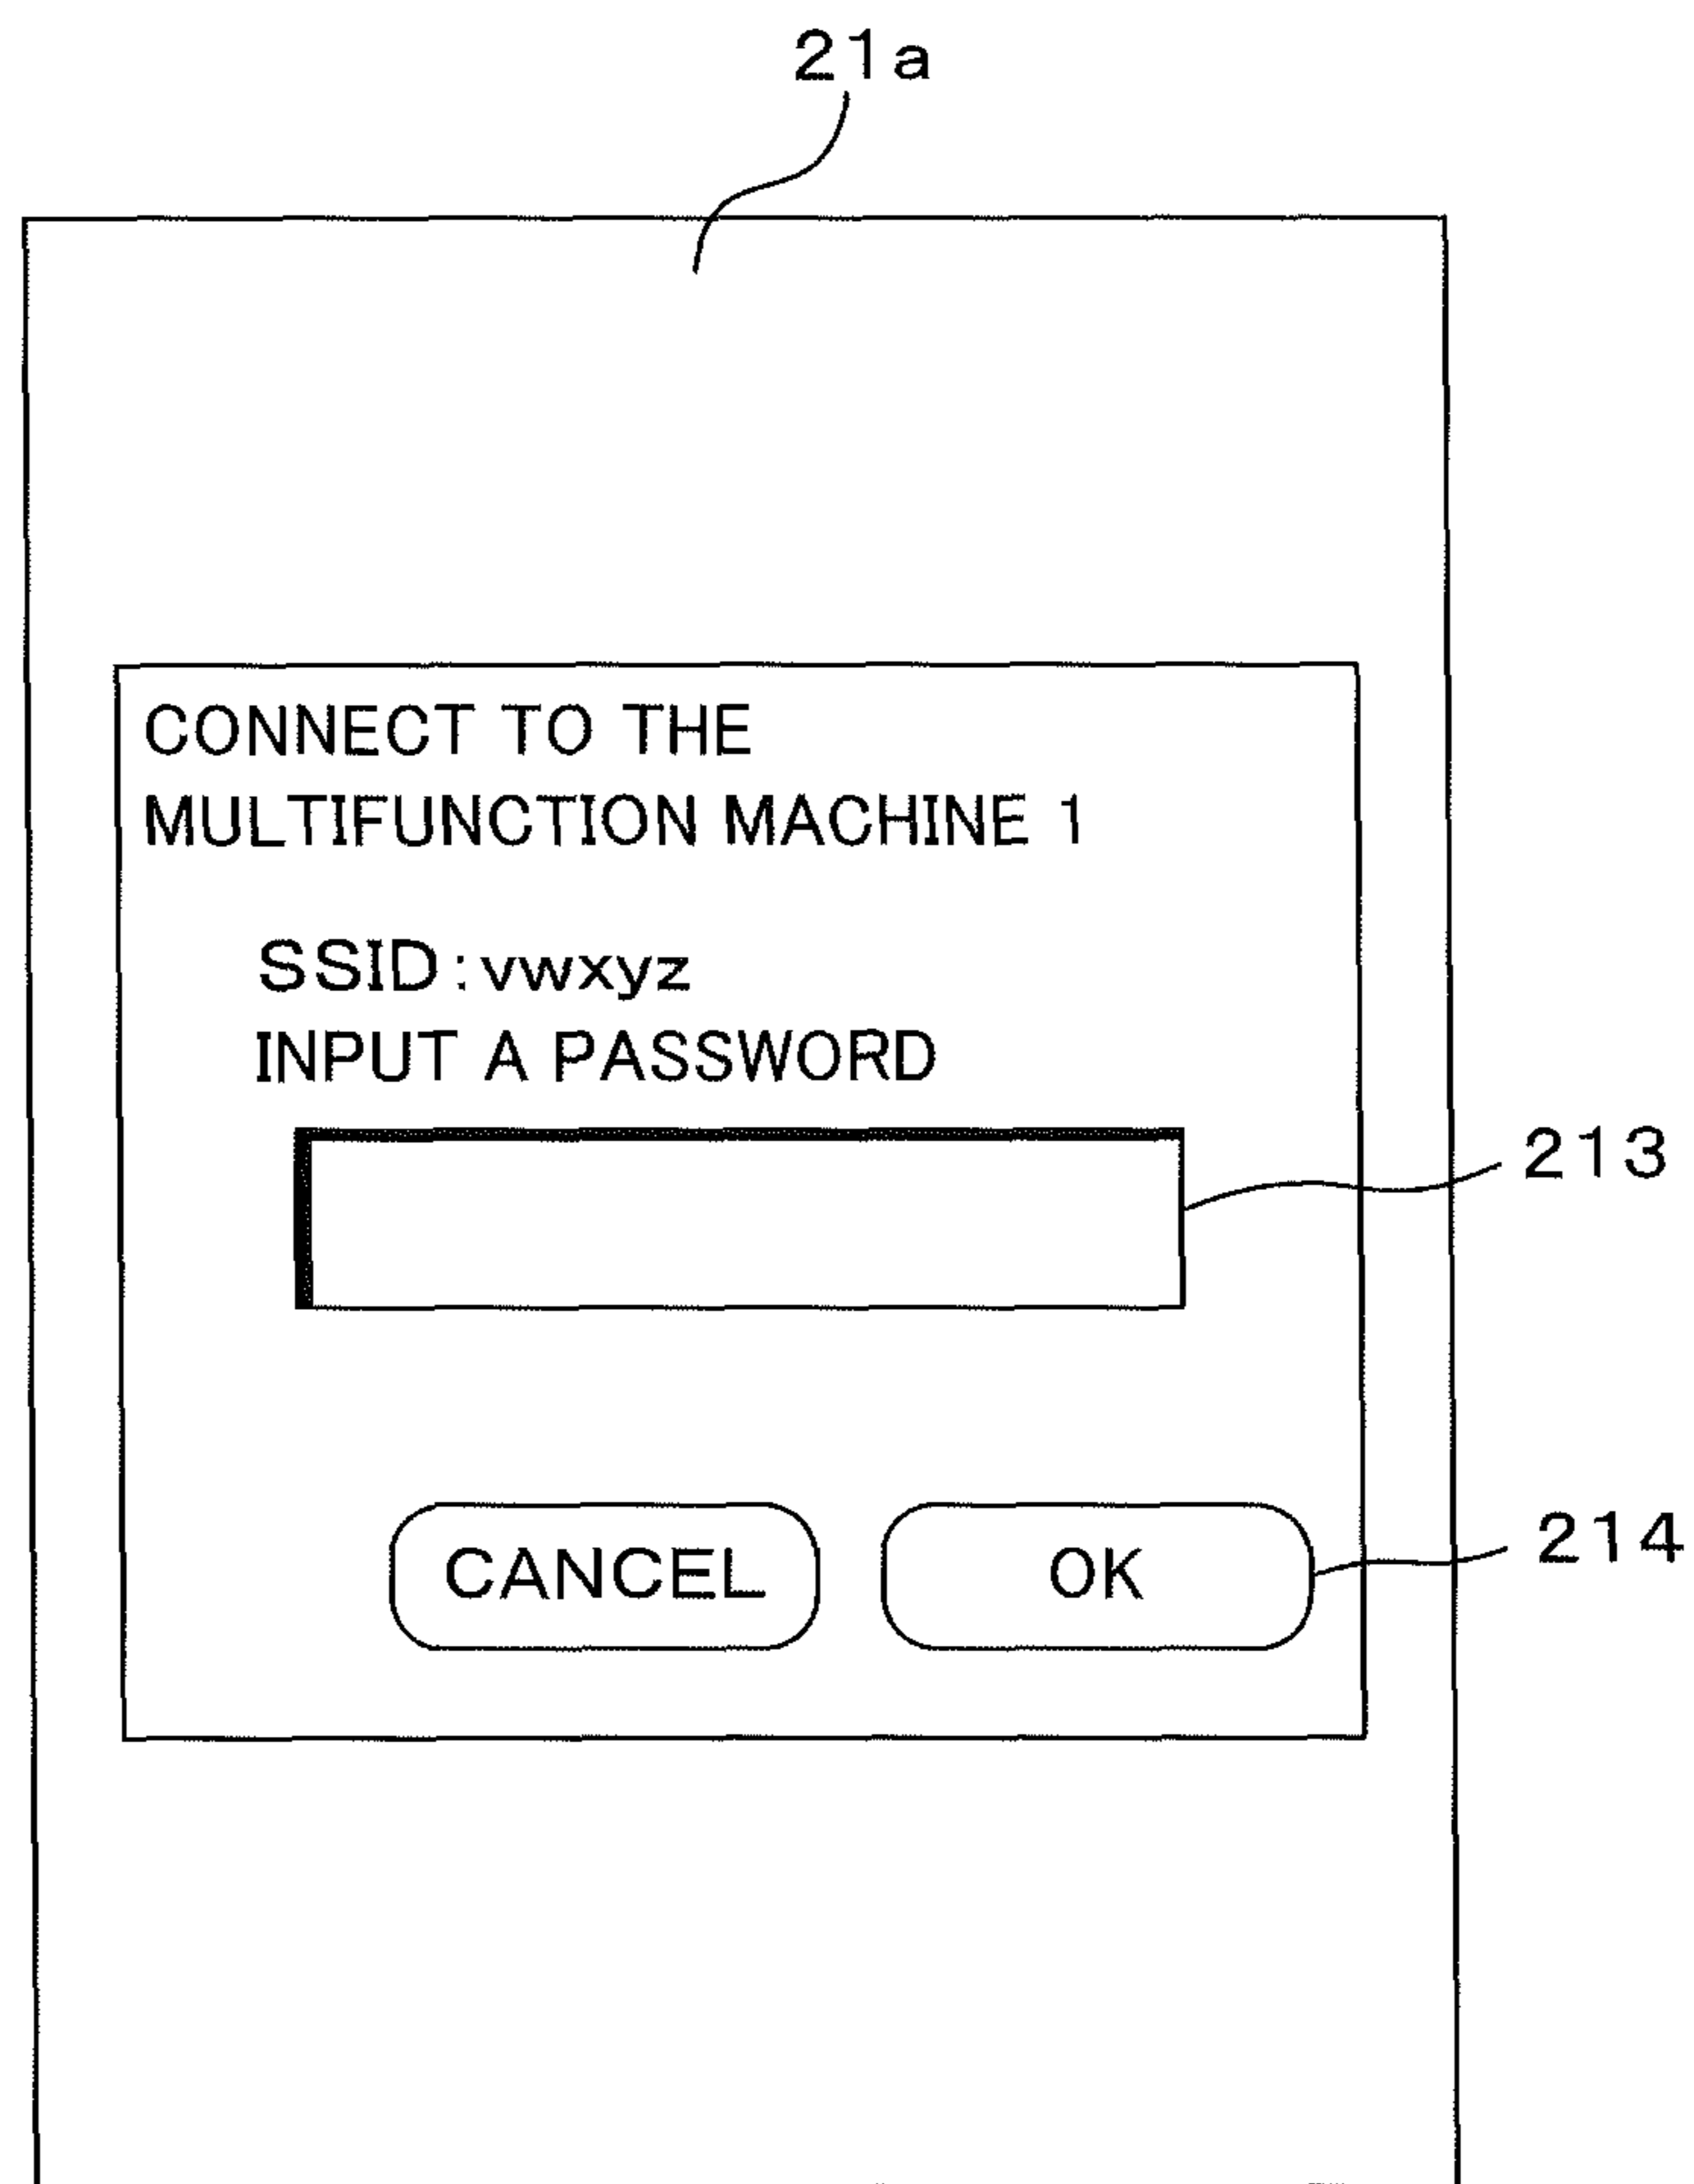 21a
CONNECT TO THE
MULTIFUNCTION MACHINE 1
SSID:vwxyz
INPUT A PASSWORD
213
CANCEL OK
214